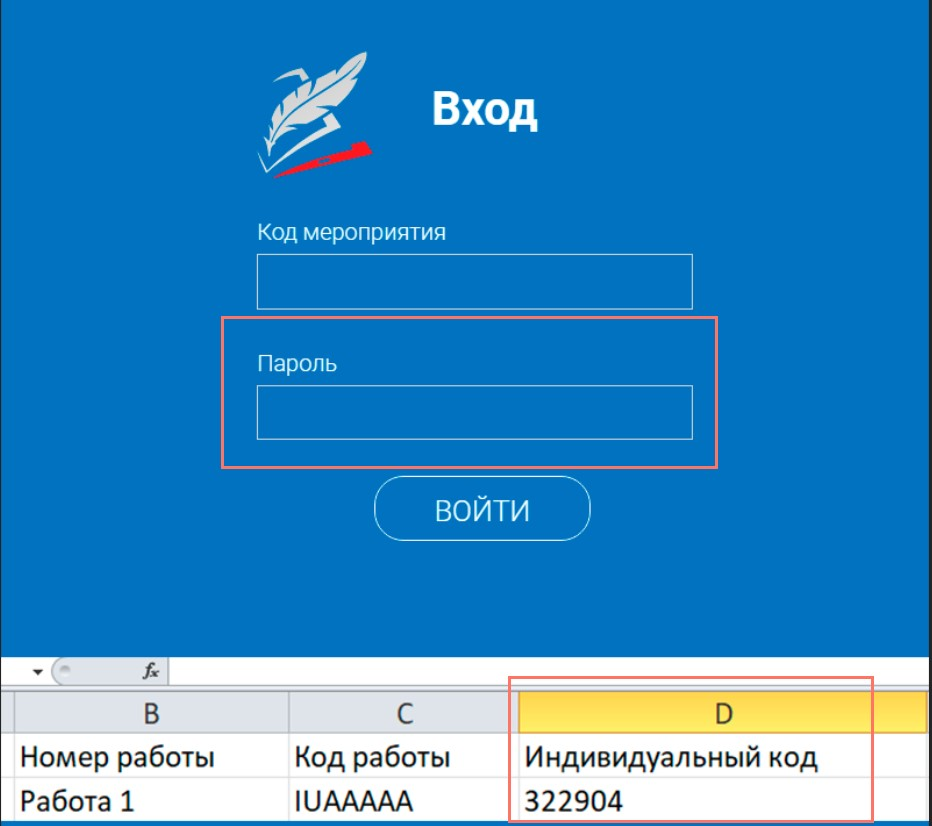 Вход
Код мероприятия
Пароль
ВОЙТИ
fx
B C D
Номер работы Код работы Индивидуальный код
Работа 1 IUAAAAA 322904